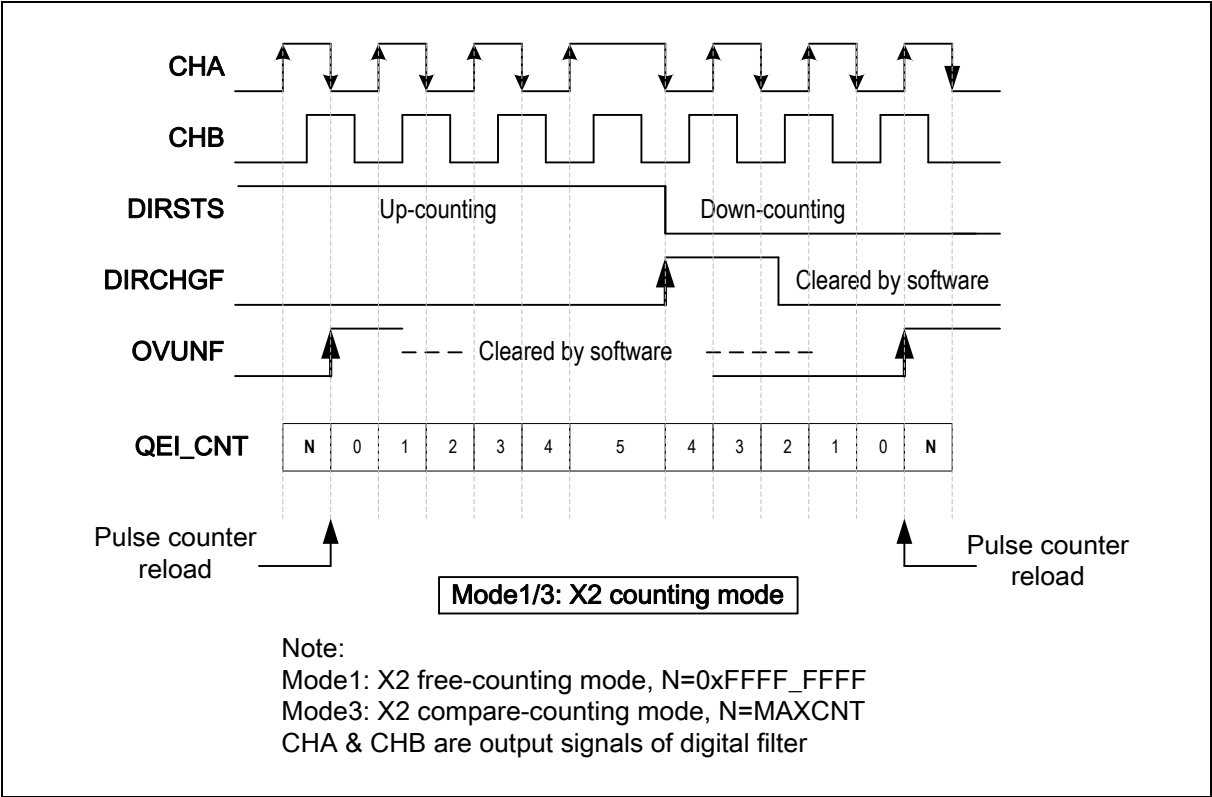 CHA
CHB
DIRSTS
Up-counting
Down-counting
DIRCHGF
Cleared by software
OVUNF
Cleared by software
QEI_CNT
N 0 1 2 3 4 5 4 3 2 1 0 N
Pulse counter
reload
Pulse counter
reload
Mode1/3: X2 counting mode
Note:
Mode1: X2 free-counting mode, N=0xFFFF_FFFF
Mode3: X2 compare-counting mode, N=MAXCNT
CHA & CHB are output signals of digital filter